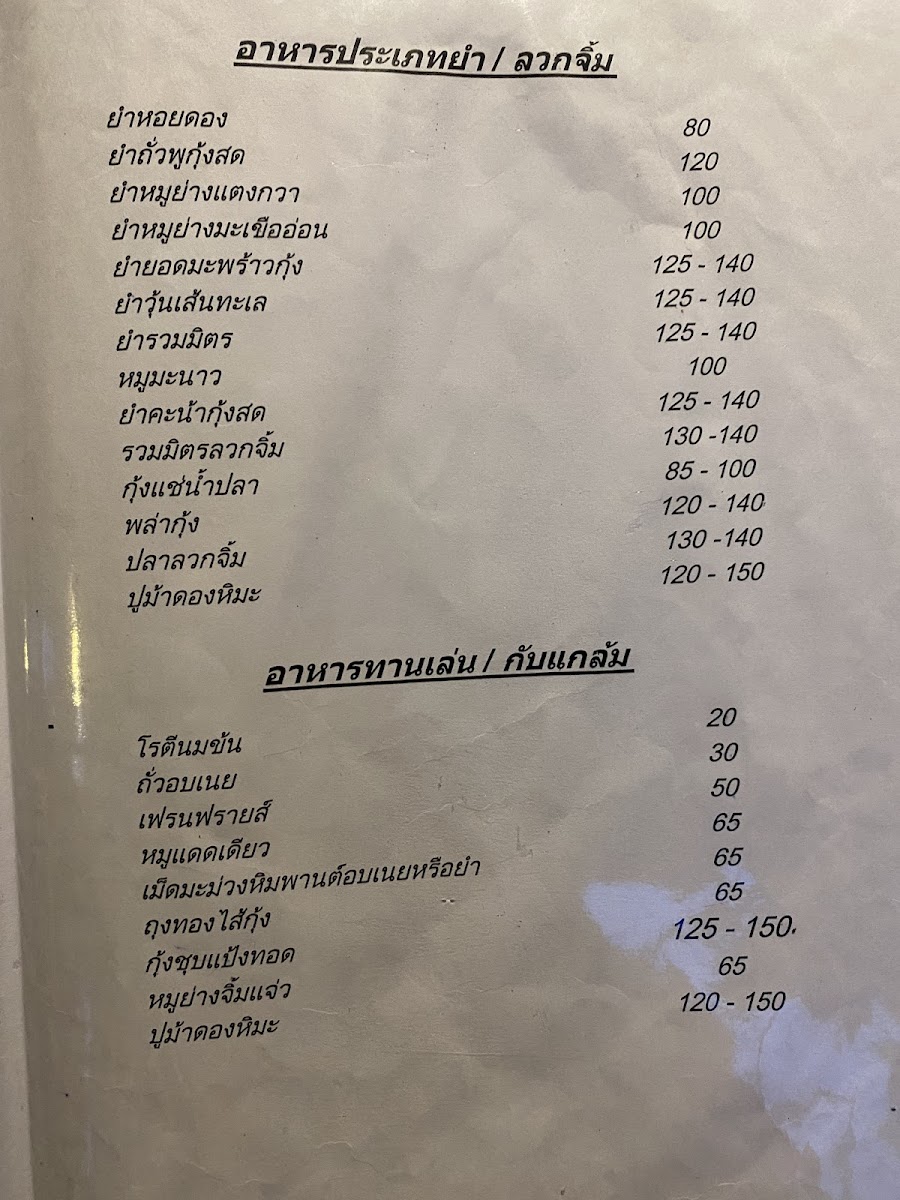 อาหารประเภทยำ / ลวกจิ้ม
ยำหอยดอง 80
ยำถั่วพูกุ้งสด 120
ยำหมูย่างแตงกวา 100
ยำหมูย่างมะเขืออ่อน 100
ยำยอดมะพร้าวกุ้ง 125 - 140
ยำวุ้นเส้นทะเล 125 - 140
ยำรวมมิตร 125 - 140
หมูมะนาว 100
ยำคะน้ากุ้งสด 125 - 140
รวมมิตรลวกจิ้ม 130 -140
กุ้งแช่น้ำปลา 85 - 100
พล่ากุ้ง 120 - 140
ปลาลวกจิ้ม 130 -140
ปูม้าดองหิมะ 120 - 150
อาหารทานเล่น / กับแกล้ม
โรตีนมข้น 20
ถั่วอบเนย 30
เฟรนฟรายส์ 50
หมูแดดเดียว 65
เม็ดมะม่วงหิมพานต์อบเนยหรือยำ 65
ถุงทองไส้กุ้ง 65
กุ้งชุบแป้งทอด 125 - 150.
หมูย่างจิ้มแจ่ว 65
ปูม้าดองหิมะ 120 - 150